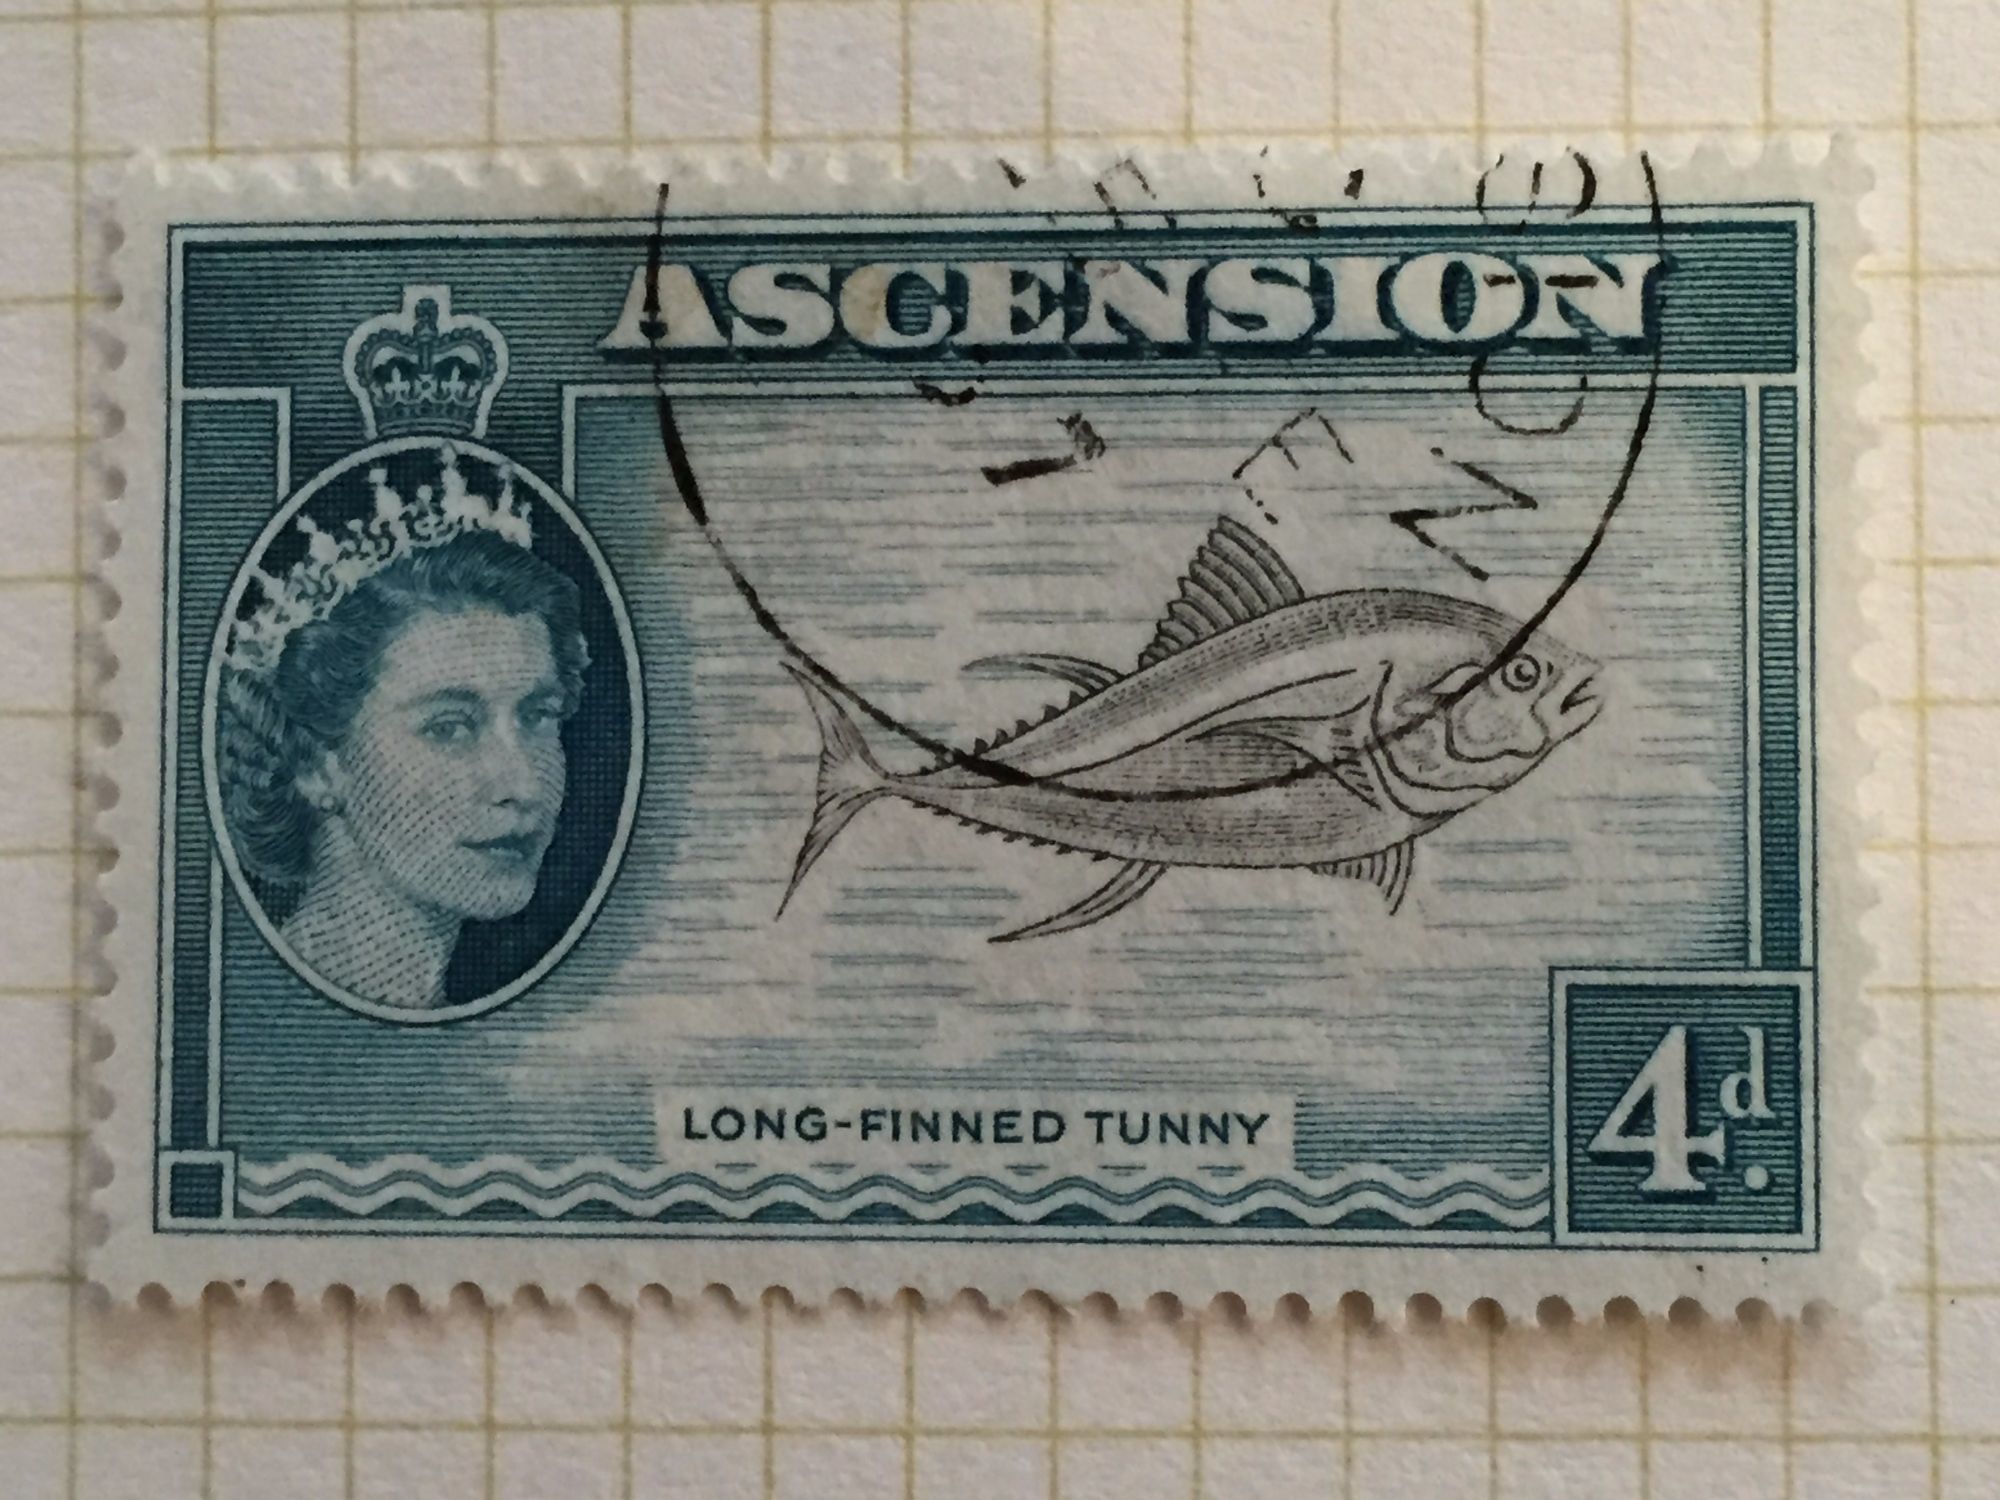 ASCENSION
LONG-FINNED TUNNY
4d.